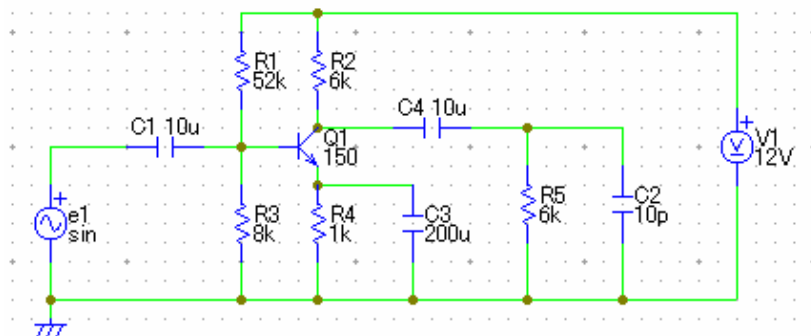 R1
52k
R2
6k
C1 10u
C4 10u
Q1
150
V1
12V
e1
sin
R3
8k
R4
1k
C3
200u
R5
6k
C2
10p